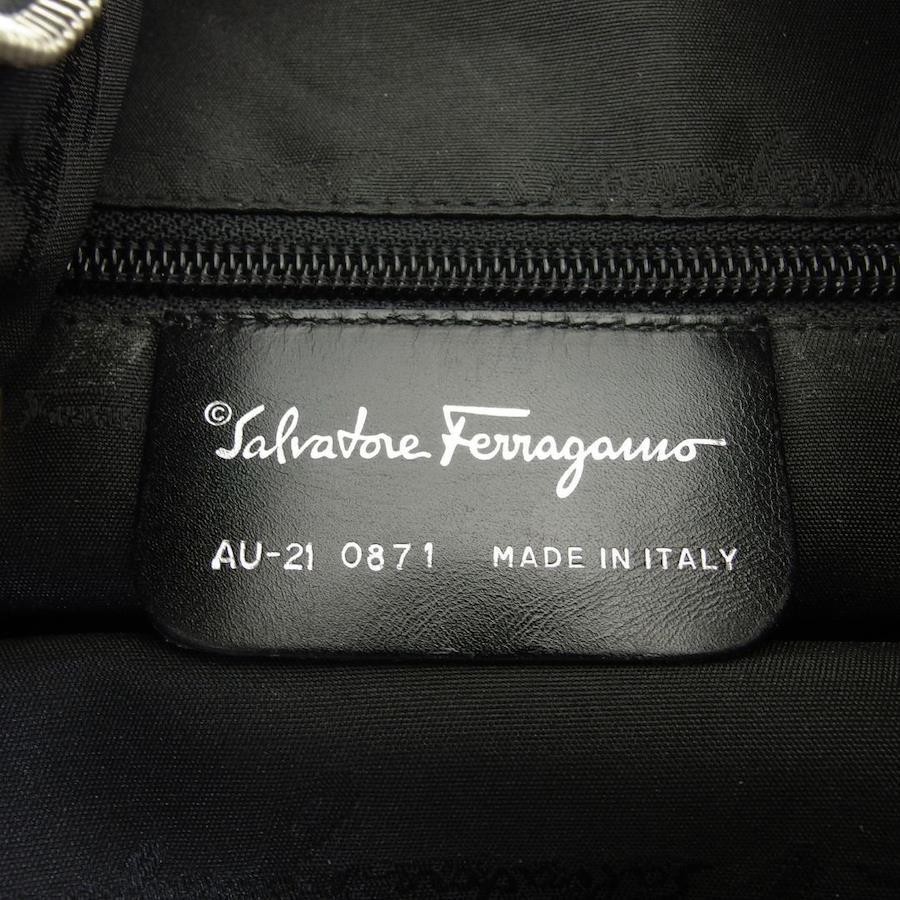 ©Salvatore Ferragamo
AU-21 0871 MADE IN ITALY